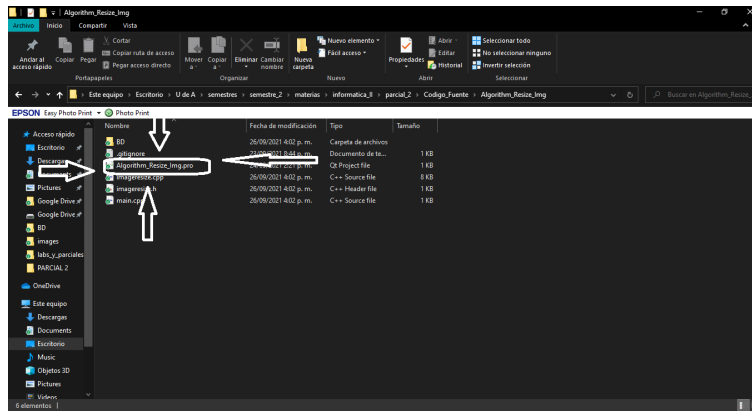 Algorithm_Resize_Img
Archivo Inicio Compartir Vista
Anclar al acceso rápido
Copiar
Pegar
Cortar
Copiar ruta de acceso
Pegar acceso directo
Mover a
Copiar a
Eliminar
Cambiar nombre
Nueva carpeta
Nuevo elemento
Fácil acceso
Propiedades
Abrir
Editar
Historial
Seleccionar todo
No seleccionar ninguno
Invertir selección
Portapapeles Organizar Nuevo Abrir Seleccionar
Este equipo > Escritorio > U de A > semestres > semestre_2 > materias > informatica_II > parcial_2 > Codigo_Fuente > Algorithm_Resize_Img
Buscar en Algorithm_Resize_
EPSON Easy Photo Print Photo Print
Nombre Fecha de modificación Tipo Tamaño
BD 26/09/2021 4:02 p. m. Carpeta de archivos
.gitignore 8:44 p. m. Documento de te... 1 KB
Algorithm_Resize_Img.pro 2:21 p. m. Qt Project file 1 KB
imageresize.cpp 26/09/2021 4:02 p. m. C++ Source file 8 KB
imageresize.h 26/09/2021 4:02 p. m. C++ Header file 1 KB
main.cpp 26/09/2021 4:02 p. m. C++ Source file 1 KB
Acceso rápido
Escritorio
Descargas
Documents
Pictures
Google Drive
Google Drive
BD
images
labs_y_parciales
PARCIAL 2
OneDrive
Este equipo
Descargas
Documents
Escritorio
Music
Objetos 3D
Pictures
Videos
6 elementos